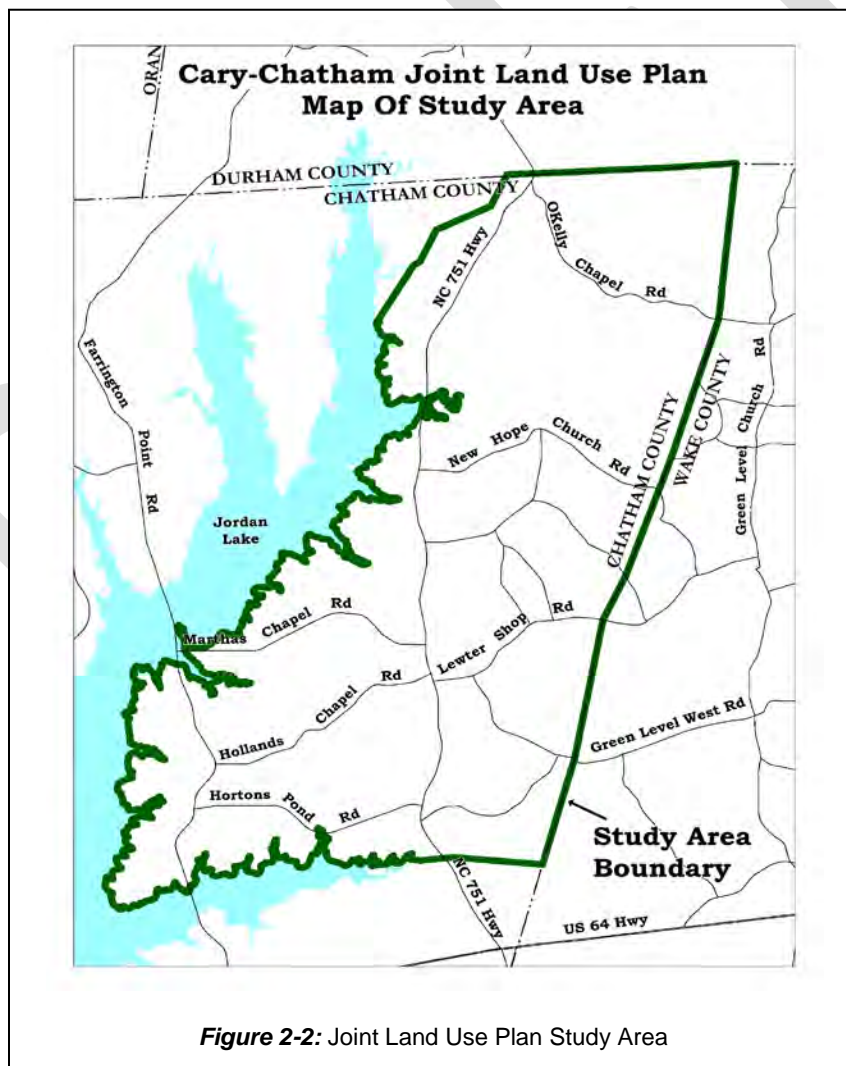 Cary-Chatham Joint Land Use Plan
Map Of Study Area
ORAN
DURHAM COUNTY
CHATHAM COUNTY
NC 751 Hwy
OKelly
Chapel
Rd
Farrington
Point
Rd
New Hope
Church
Rd
CHATHAM COUNTY
WAKE COUNTY
Green Level Church
Rd
Jordan
Lake
Marthas
Chapel
Rd
Lewter
Shop
Rd
Hollands
Chapel
Rd
Green Level West Rd
Hortons
Pond
Rd
Study Area
Boundary
NC 751 Hwy
US 64 Hwy
Figure 2-2: Joint Land Use Plan Study Area